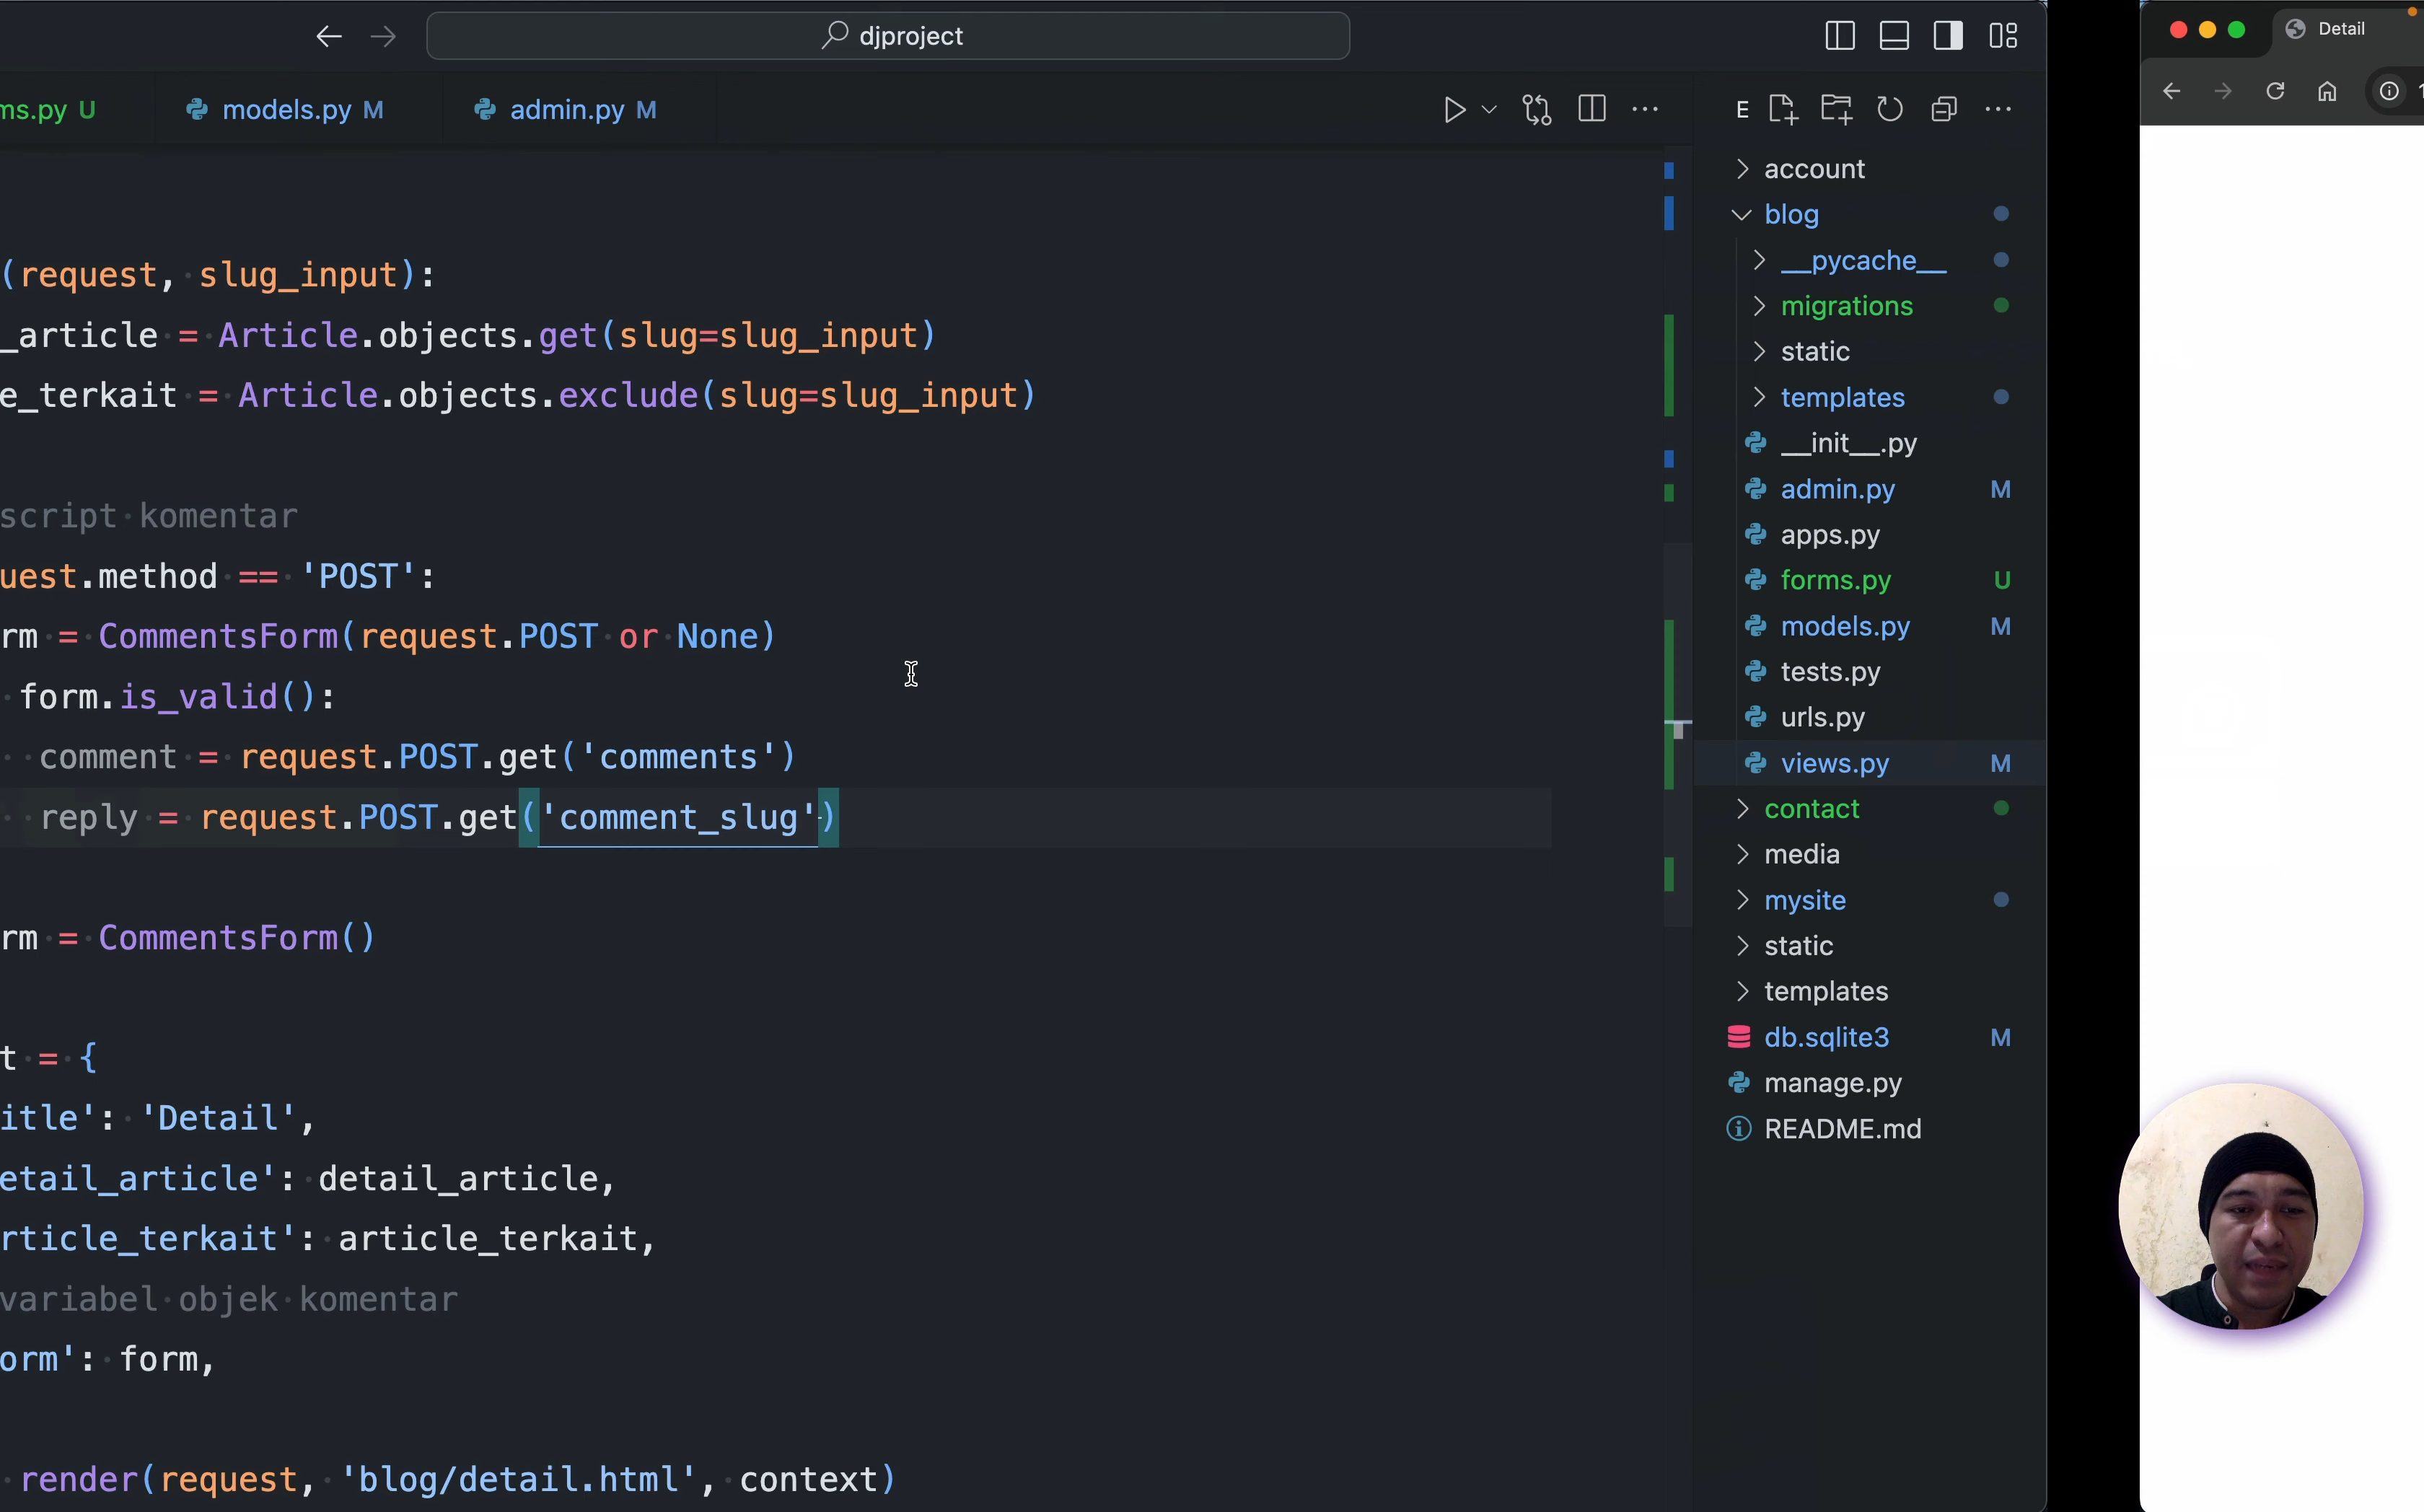 djproject
Detail
ms.py U
models.py M
admin.py M
E
(request, slug_input):
_article = Article.objects.get(slug=slug_input)
e_terkait = Article.objects.exclude(slug=slug_input)
script komentar
uest.method == 'POST':
rm = CommentsForm(request.POST or None)
form.is_valid():
comment = request.POST.get('comments')
reply = request.POST.get('comment_slug')
rm = CommentsForm()
t = {
itle': 'Detail',
etail_article': detail_article,
rticle_terkait': article_terkait,
variabel objek komentar
orm': form,
render(request, 'blog/detail.html', context)
account
blog
__pycache__
migrations
static
templates
__init__.py
admin.py M
apps.py
forms.py U
models.py M
tests.py
urls.py
views.py M
contact
media
mysite
static
templates
db.sqlite3 M
manage.py
README.md